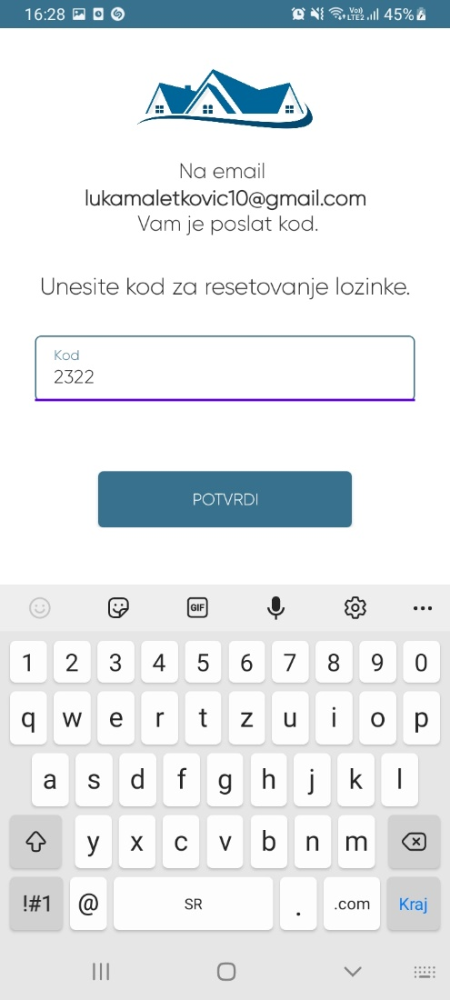 16:28 Vo)) LTE2 45%
Na email
lukamaletkovic10@gmail.com
Vam je poslat kod.
Unesite kod za resetovanje lozinke.
Kod
2322
POTVRDI
GIF
1 2 3 4 5 6 7 8 9 0
q w e r t z u i o p
a s d f g h j k l
y x c v b n m
!#1 @ SR . .com Kraj